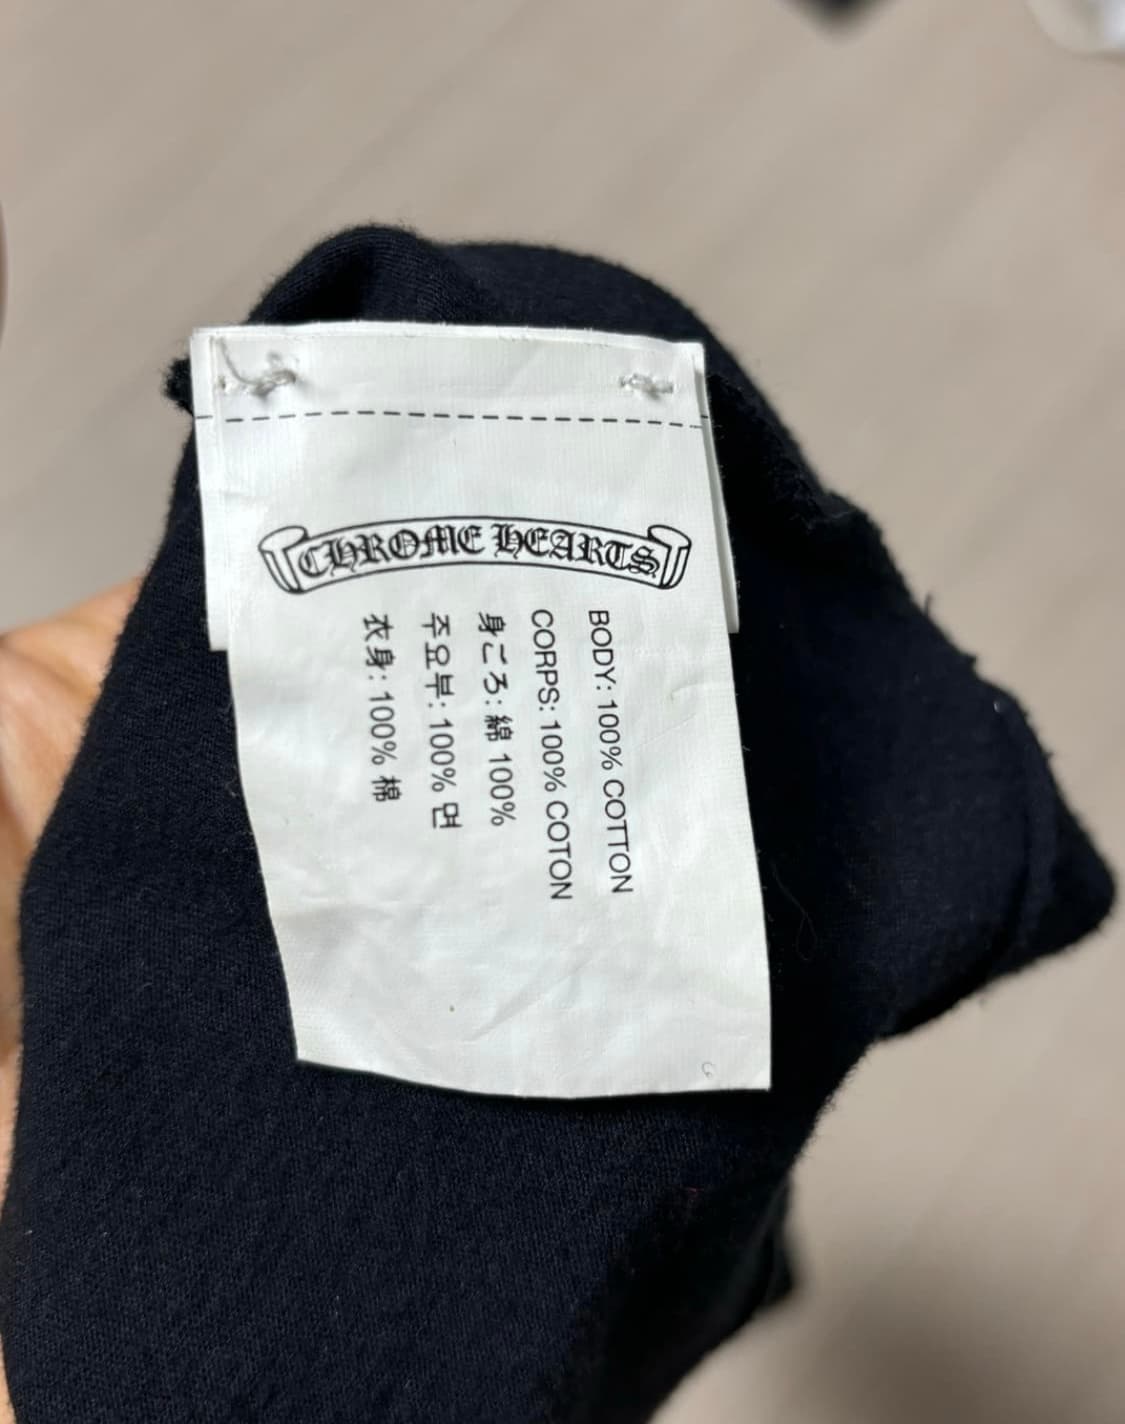 CHROME HEARTS
BODY: 100% COTTON
CORPS: 100% COTON
身ごろ: 綿 100%
주요부: 100% 면
衣身: 100% 棉